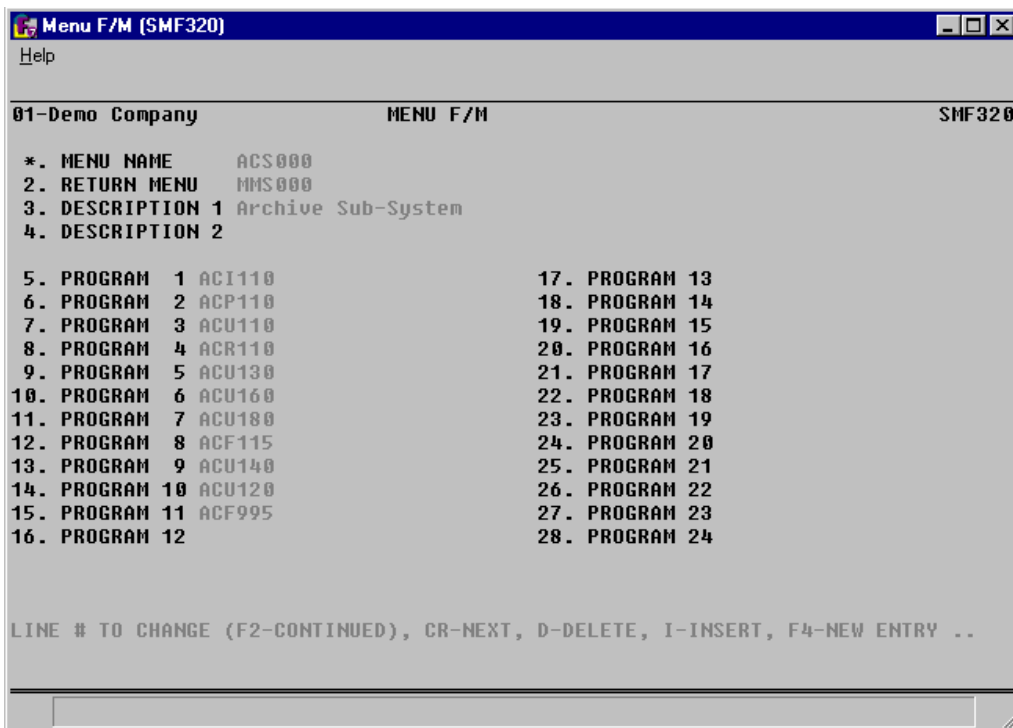 Menu F/M (SMF320)
Help
01-Demo Company MENU F/M SMF320
*. MENU NAME ACS000
2. RETURN MENU MMS000
3. DESCRIPTION 1 Archive Sub-System
4. DESCRIPTION 2
5. PROGRAM 1 ACI110 17. PROGRAM 13
6. PROGRAM 2 ACP110 18. PROGRAM 14
7. PROGRAM 3 ACU110 19. PROGRAM 15
8. PROGRAM 4 ACR110 20. PROGRAM 16
9. PROGRAM 5 ACU130 21. PROGRAM 17
10. PROGRAM 6 ACU160 22. PROGRAM 18
11. PROGRAM 7 ACU180 23. PROGRAM 19
12. PROGRAM 8 ACF115 24. PROGRAM 20
13. PROGRAM 9 ACU140 25. PROGRAM 21
14. PROGRAM 10 ACU120 26. PROGRAM 22
15. PROGRAM 11 ACF995 27. PROGRAM 23
16. PROGRAM 12 28. PROGRAM 24
LINE # TO CHANGE (F2-CONTINUED), CR-NEXT, D-DELETE, I-INSERT, F4-NEW ENTRY ..